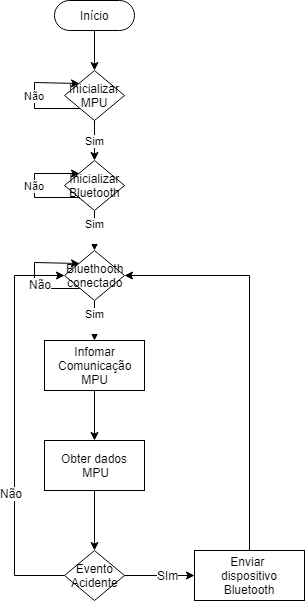 Início
Inicializar
MPU
Não
Sim
Inicializar
Bluetooth
Não
Sim
Bluethooth
conectado
Não
Sim
Infomar
Comunicação
MPU
Obter dados
MPU
Não
Evento
Acidente
SIm
Enviar
dispositivo
Bluetooth